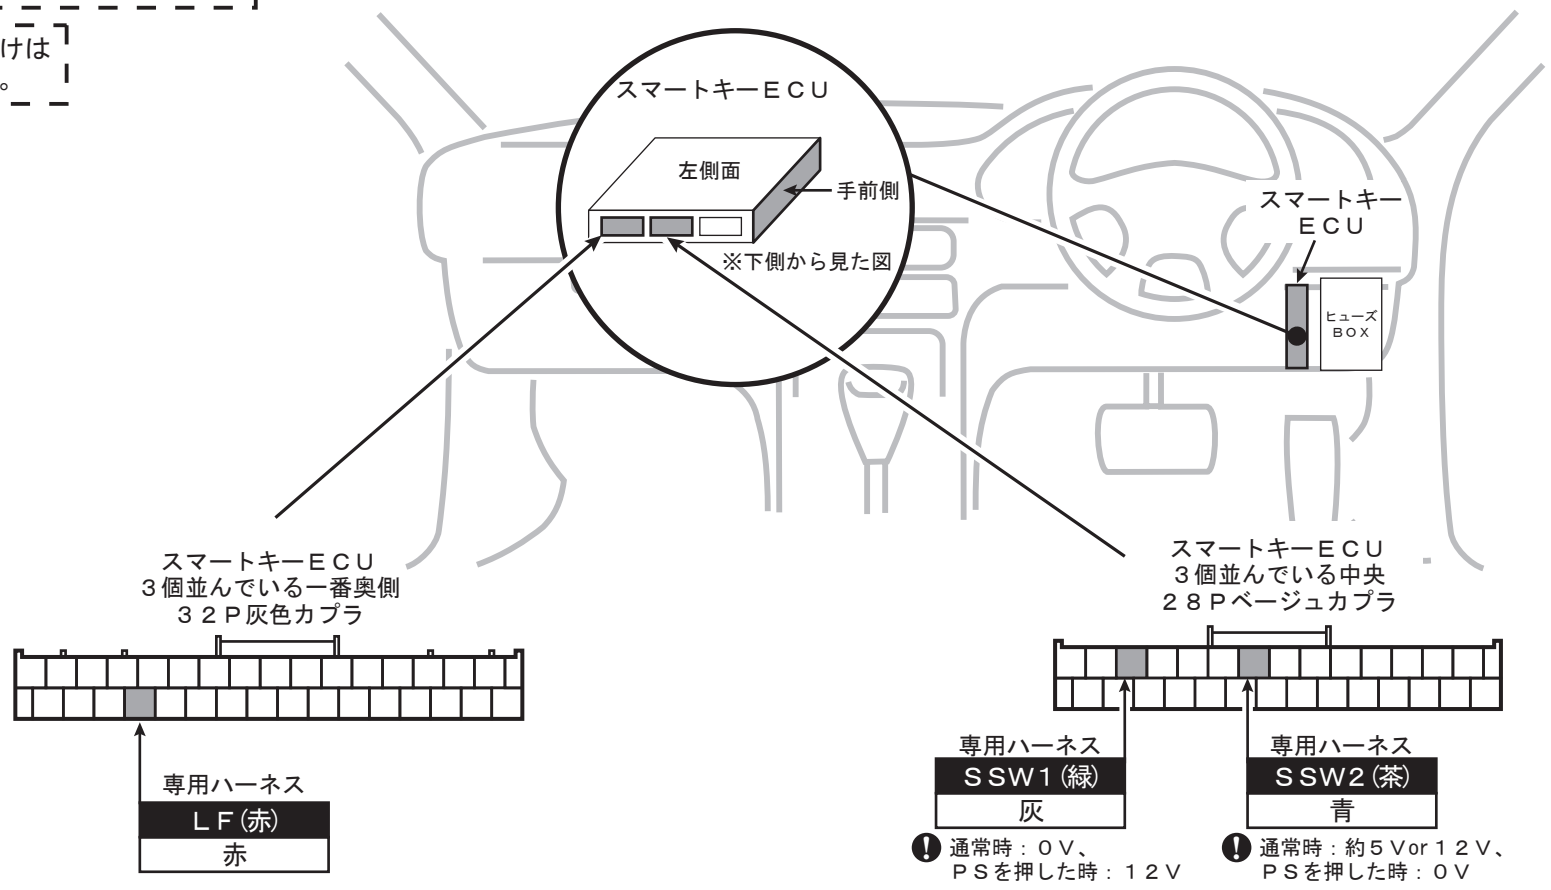 けは
。
スマートキーＥＣＵ
左側面
手前側
※下側から見た図
スマートキー
ＥＣＵ
ヒューズ
ＢＯＸ
スマートキーＥＣＵ
３個並んでいる一番奥側
３２Ｐ灰色カプラ
専用ハーネス
ＬＦ(赤)
赤
スマートキーＥＣＵ
３個並んでいる中央
２８Ｐベージュカプラ
専用ハーネス
ＳＳＷ１(緑)
灰
! 通常時：０Ｖ、
ＰＳを押した時：１２Ｖ
専用ハーネス
ＳＳＷ２(茶)
青
! 通常時：約５Ｖor１２Ｖ、
ＰＳを押した時：０Ｖ